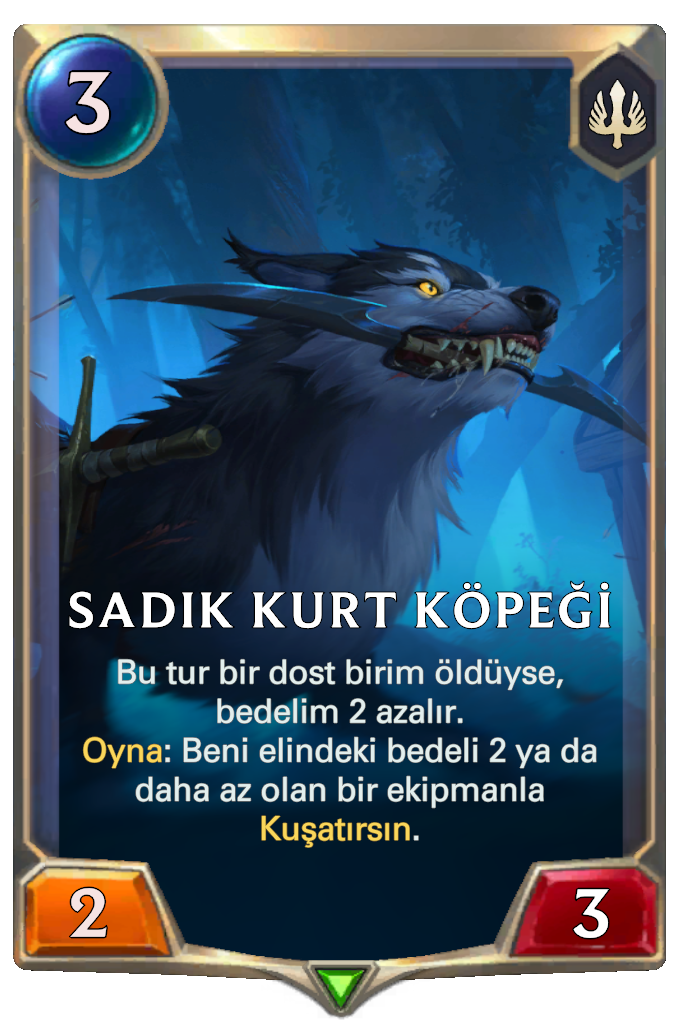 3
SADIK KURT KÖPEĞİ
Bu tur bir dost birim öldüyse,
bedelim 2 azalır.
Oyna: Beni elindeki bedeli 2 ya da
daha az olan bir ekipmanla
Kuşatırsın.
2
3